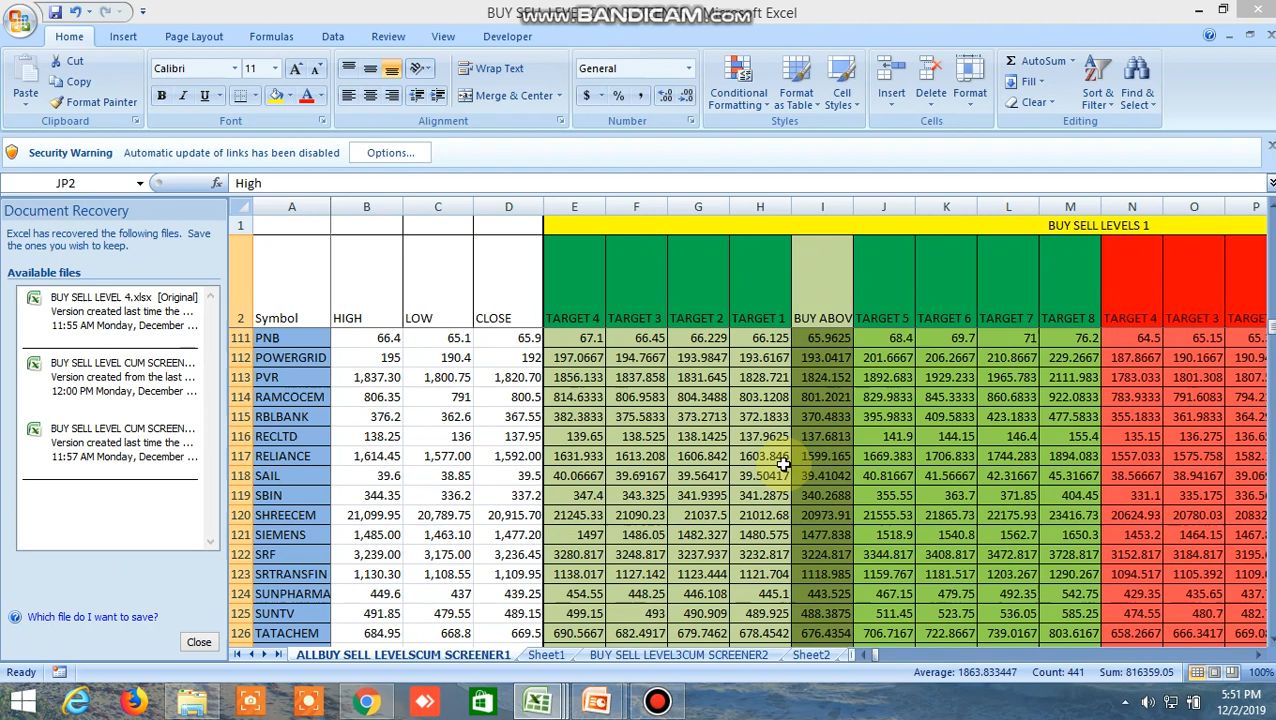 BUY SELL LEVEL
www.BANDICAM.com
Microsoft Excel
Home Insert Page Layout Formulas Data Review View Developer
Paste Cut Copy Format Painter Clipboard
Calibri 11 Font
Wrap Text Merge & Center Alignment
General Number
Conditional Formatting Format as Table Cell Styles Styles
Insert Delete Format Cells
AutoSum Fill Clear Sort & Filter Find & Select Editing
Security Warning Automatic update of links has been disabled Options...
JP2 High
Document Recovery
Excel has recovered the following files. Save the ones you wish to keep.
Available files
BUY SELL LEVEL 4.xlsx [Original]
Version created last time the ...
11:55 AM Monday, December ...
BUY SELL LEVEL CUM SCREEN...
Version created from the last ...
12:00 PM Monday, December ...
BUY SELL LEVEL CUM SCREEN...
Version created last time the ...
11:57 AM Monday, December ...
Which file do I want to save?
Close
A B C D E F G H I J K L M N O P
1 BUY SELL LEVELS 1
2 Symbol HIGH LOW CLOSE TARGET 4 TARGET 3 TARGET 2 TARGET 1 BUY ABOV TARGET 5 TARGET 6 TARGET 7 TARGET 8 TARGET 4 TARGET 3 TARGET
111 PNB 66.4 65.1 65.9 67.1 66.45 66.229 66.125 65.9625 68.4 69.7 71 76.2 64.5 65.15 65.
112 POWERGRID 195 190.4 192 197.0667 194.7667 193.9847 193.6167 193.0417 201.6667 206.2667 210.8667 229.2667 187.8667 190.1667 190.9
113 PVR 1,837.30 1,800.75 1,820.70 1856.133 1837.858 1831.645 1828.721 1824.152 1892.683 1929.233 1965.783 2111.983 1783.033 1801.308 1807.
114 RAMCOCEM 806.35 791 800.5 814.6333 806.9583 804.3488 803.1208 801.2021 829.9833 845.3333 860.6833 922.0833 783.9333 791.6083 794.2
115 RBLBANK 376.2 362.6 367.55 382.3833 375.5833 373.2713 372.1833 370.4833 395.9833 409.5833 423.1833 477.5833 355.1833 361.9833 364.2
116 RECLTD 138.25 136 137.95 139.65 138.525 138.1425 137.9625 137.6813 141.9 144.15 146.4 155.4 135.15 136.275 136.6
117 RELIANCE 1,614.45 1,577.00 1,592.00 1631.933 1613.208 1606.842 1603.846 1599.165 1669.383 1706.833 1744.283 1894.083 1557.033 1575.758 1582.
118 SAIL 39.6 38.85 39.5 40.06667 39.69167 39.56417 39.50417 39.41042 40.81667 41.56667 42.31667 45.31667 38.56667 38.94167 39.06
119 SBIN 344.35 336.2 337.2 347.4 343.325 341.9395 341.2875 340.2688 355.55 363.7 371.85 404.45 331.1 335.175 336.5
120 SHREECEM 21,099.95 20,789.75 20,915.70 21245.33 21090.23 21037.5 21012.68 20973.91 21555.53 21865.73 22175.93 23416.73 20624.93 20780.03 20832
121 SIEMENS 1,485.00 1,463.10 1,477.20 1497 1486.05 1482.327 1480.575 1477.838 1518.9 1540.8 1562.7 1650.3 1453.2 1464.15 1467.
122 SRF 3,239.00 3,175.00 3,236.45 3280.817 3248.817 3237.937 3232.817 3224.817 3344.817 3408.817 3472.817 3728.817 3152.817 3184.817 3195.
123 SRTRANSFIN 1,130.30 1,108.55 1,109.95 1138.017 1127.142 1123.444 1121.704 1118.985 1159.767 1181.517 1203.267 1290.267 1094.517 1105.392 1109.
124 SUNPHARMA 449.6 437 439.25 454.55 448.25 446.108 445.1 443.525 467.15 479.75 492.35 542.75 429.35 435.65 437.
125 SUNTV 491.85 479.55 489.15 499.15 493 490.909 489.925 488.3875 511.45 523.75 536.05 585.25 474.55 480.7 482.
126 TATACHEM 684.95 668.8 669.5 690.5667 682.4917 679.7462 678.4542 676.4354 706.7167 722.8667 739.0167 803.6167 658.2667 666.3417 669.0
ALLBUY SELL LEVELSCUM SCREENER1 Sheet1 BUY SELL LEVEL3CUM SCREENER2 Sheet2
Ready Average: 1863.833447 Count: 441 Sum: 816359.05 100%
5:51 PM
12/2/2019